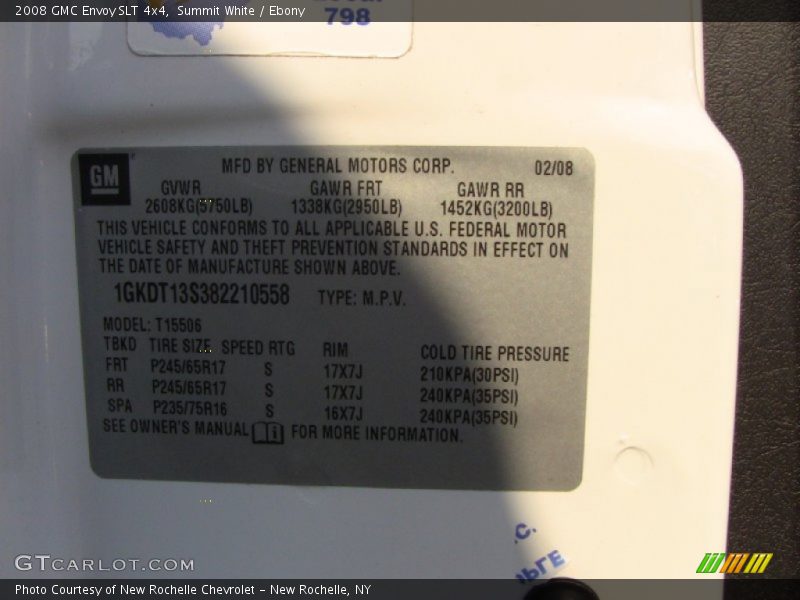 2008 GMC Envoy SLT 4x4, Summit White / Ebony
798
GM
MFD BY GENERAL MOTORS CORP. 02/08
GVWR GAWR FRT GAWR RR
2608KG(5750LB) 1338KG(2950LB) 1452KG(3200LB)
THIS VEHICLE CONFORMS TO ALL APPLICABLE U.S. FEDERAL MOTOR
VEHICLE SAFETY AND THEFT PREVENTION STANDARDS IN EFFECT ON
THE DATE OF MANUFACTURE SHOWN ABOVE.
1GKDT13S382210558 TYPE: M.P.V.
MODEL: T15506
TBKD TIRE SIZE SPEED RTG RIM COLD TIRE PRESSURE
FRT P245/65R17 S 17X7J 210KPA(30PSI)
RR P245/65R17 S 17X7J 240KPA(35PSI)
SPA P235/75R16 S 16X7J 240KPA(35PSI)
SEE OWNER'S MANUAL FOR MORE INFORMATION.
GTCARLOT.COM
Photo Courtesy of New Rochelle Chevrolet – New Rochelle, NY